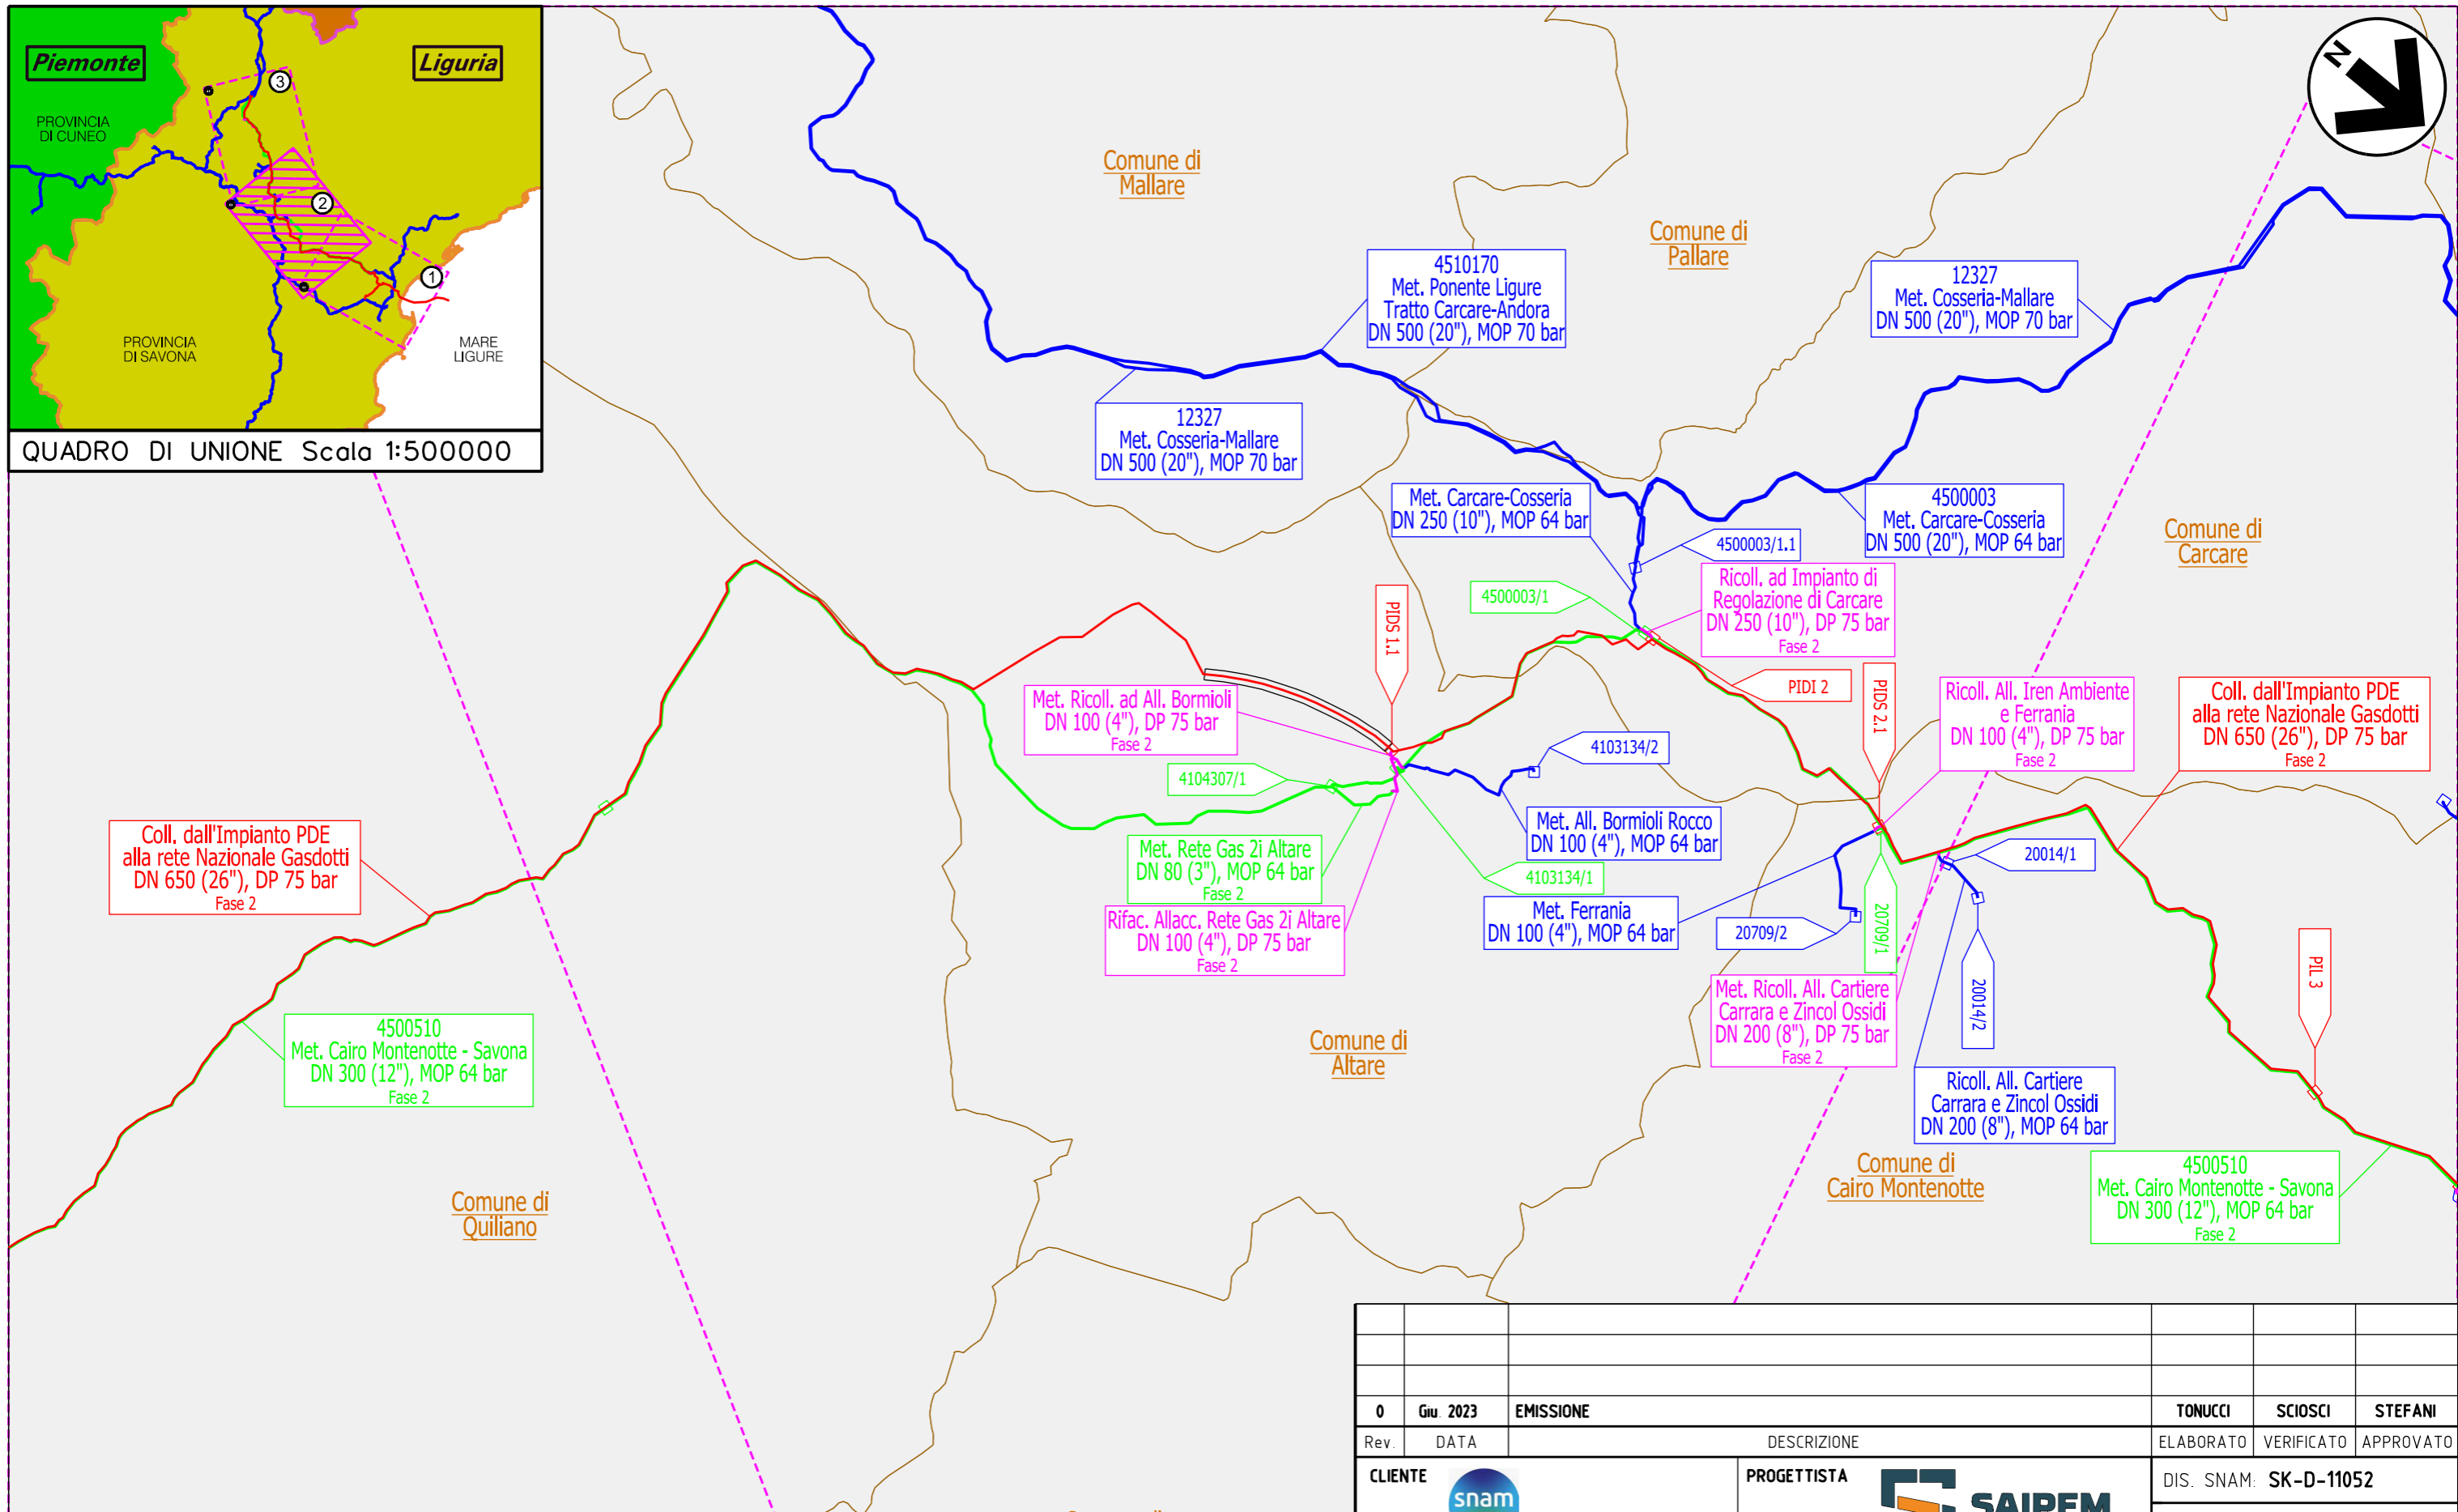 Piemonte
Liguria
PROVINCIA
DI CUNEO
3
2
1
PROVINCIA
DI SAVONA
MARE
LIGURE
QUADRO DI UNIONE Scala 1:500000
N
Comune di
Mallare
Comune di
Pallare
4510170
Met. Ponente Ligure
Tratto Carcare-Andora
DN 500 (20"), MOP 70 bar
12327
Met. Cosseria-Mallare
DN 500 (20"), MOP 70 bar
12327
Met. Cosseria-Mallare
DN 500 (20"), MOP 70 bar
Met. Carcare-Cosseria
DN 250 (10"), MOP 64 bar
4500003
Met. Carcare-Cosseria
DN 500 (20"), MOP 64 bar
4500003/1.1
Comune di
Carcare
4500003/1
Ricoll. ad Impianto di
Regolazione di Carcare
DN 250 (10"), DP 75 bar
Fase 2
PIDS 1.1
PIDI 2
PIDS 2.1
Met. Ricoll. ad All. Bormioli
DN 100 (4"), DP 75 bar
Fase 2
Ricoll. All. Iren Ambiente
e Ferrania
DN 100 (4"), DP 75 bar
Fase 2
Coll. dall'Impianto PDE
alla rete Nazionale Gasdotti
DN 650 (26"), DP 75 bar
Fase 2
4103134/2
4104307/1
Coll. dall'Impianto PDE
alla rete Nazionale Gasdotti
DN 650 (26"), DP 75 bar
Fase 2
Met. Rete Gas 2i Altare
DN 80 (3"), MOP 64 bar
Fase 2
Met. All. Bormioli Rocco
DN 100 (4"), MOP 64 bar
20014/1
4103134/1
Rifac. Allacc. Rete Gas 2i Altare
DN 100 (4"), DP 75 bar
Fase 2
Met. Ferrania
DN 100 (4"), MOP 64 bar
20709/2
20709/1
20014/2
PIL 3
Met. Ricoll. All. Cartiere
Carrara e Zincol Ossidi
DN 200 (8"), DP 75 bar
Fase 2
4500510
Met. Cairo Montenotte - Savona
DN 300 (12"), MOP 64 bar
Fase 2
Comune di
Altare
Ricoll. All. Cartiere
Carrara e Zincol Ossidi
DN 200 (8"), MOP 64 bar
Comune di
Cairo Montenotte
4500510
Met. Cairo Montenotte - Savona
DN 300 (12"), MOP 64 bar
Fase 2
Comune di
Quiliano
0 Giu. 2023 EMISSIONE TONUCCI SCIOSCI STEFANI
Rev. DATA DESCRIZIONE ELABORATO VERIFICATO APPROVATO
CLIENTE
snam
PROGETTISTA
SAIPEM
DIS. SNAM: SK-D-11052